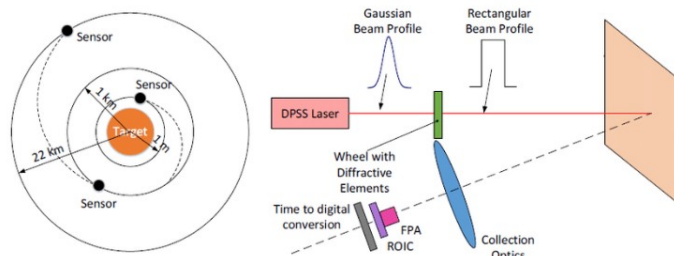 Sensor
Sensor
1 km
Target
1 m
22 km
Sensor
Gaussian
Beam Profile
Rectangular
Beam Profile
DPSS Laser
Wheel with
Diffractive
Elements
Time to digital
conversion
FPA
ROIC
Collection
Optics